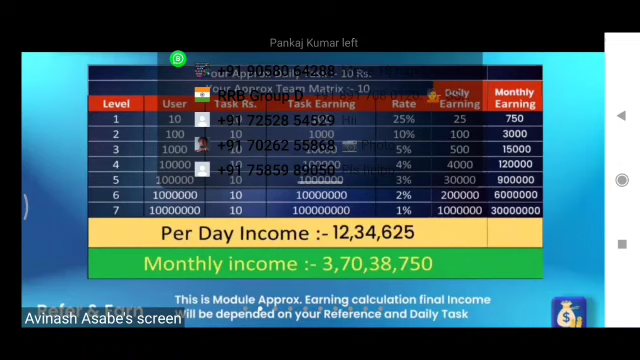 Pankaj Kumar left
Your Approx Daily Task :- 10 Rs.
+91 90580 64288
Your Approx Team Matrix :- 10
RRB Group D
Level User Task Rs. Task Earning Rate Daily Earning Monthly Earning
+91 72528 54529 Hii
1 10 10 25% 25 750
2 100 10 1000 10% 100 3000
+91 70262 55868 Photo
3 1000 10 10000 5% 500 15000
4 10000 10 100000 4% 4000 120000
+91 75859 89050
5 100000 10 1000000 3% 30000 900000
6 1000000 10 10000000 2% 200000 6000000
7 10000000 10 100000000 1% 1000000 30000000
Per Day Income :- 12,34,625
Monthly income :- 3,70,38,750
This is Module Approx. Earning calculation final Income
will be depended on your Reference and Daily Task
Refer & Earn
Avinash Asabe's screen